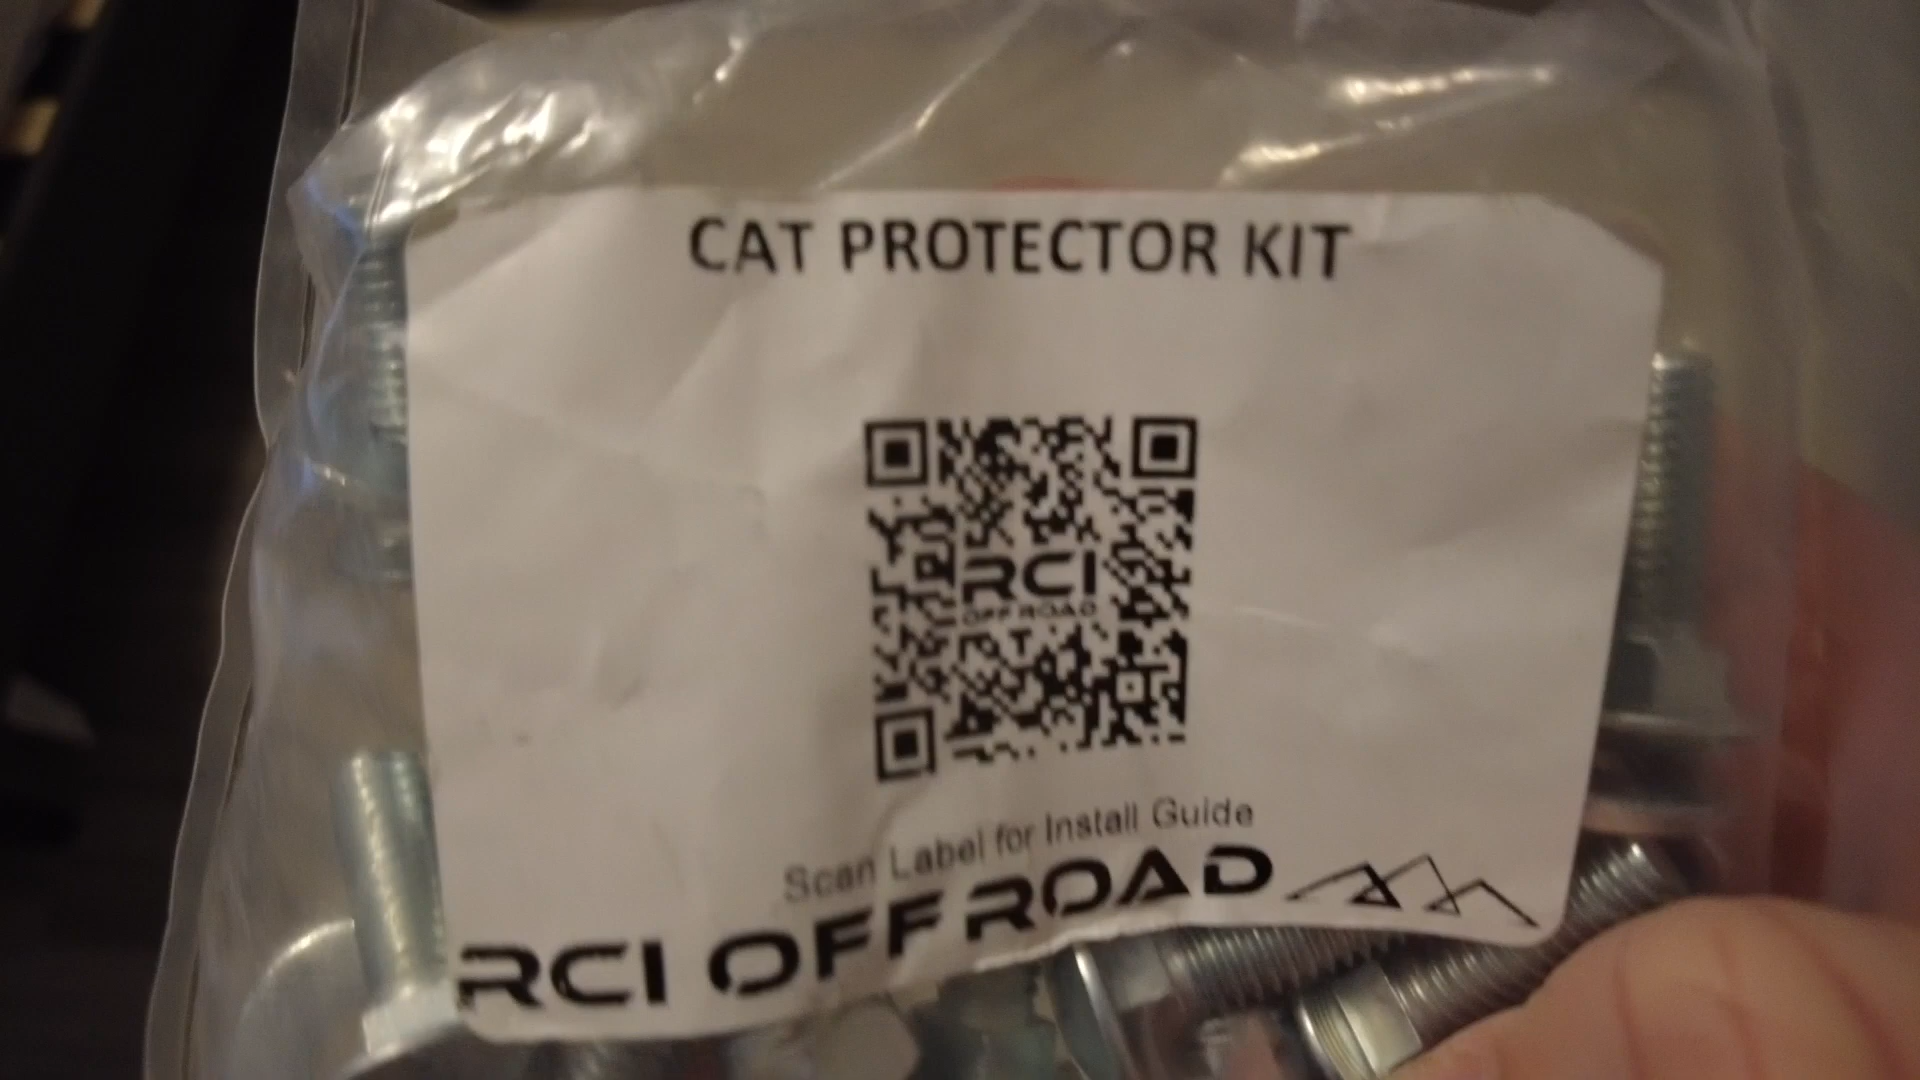 CAT PROTECTOR KIT
RCI
OFF ROAD
Scan Label for Install Guide
RCI OFF ROAD